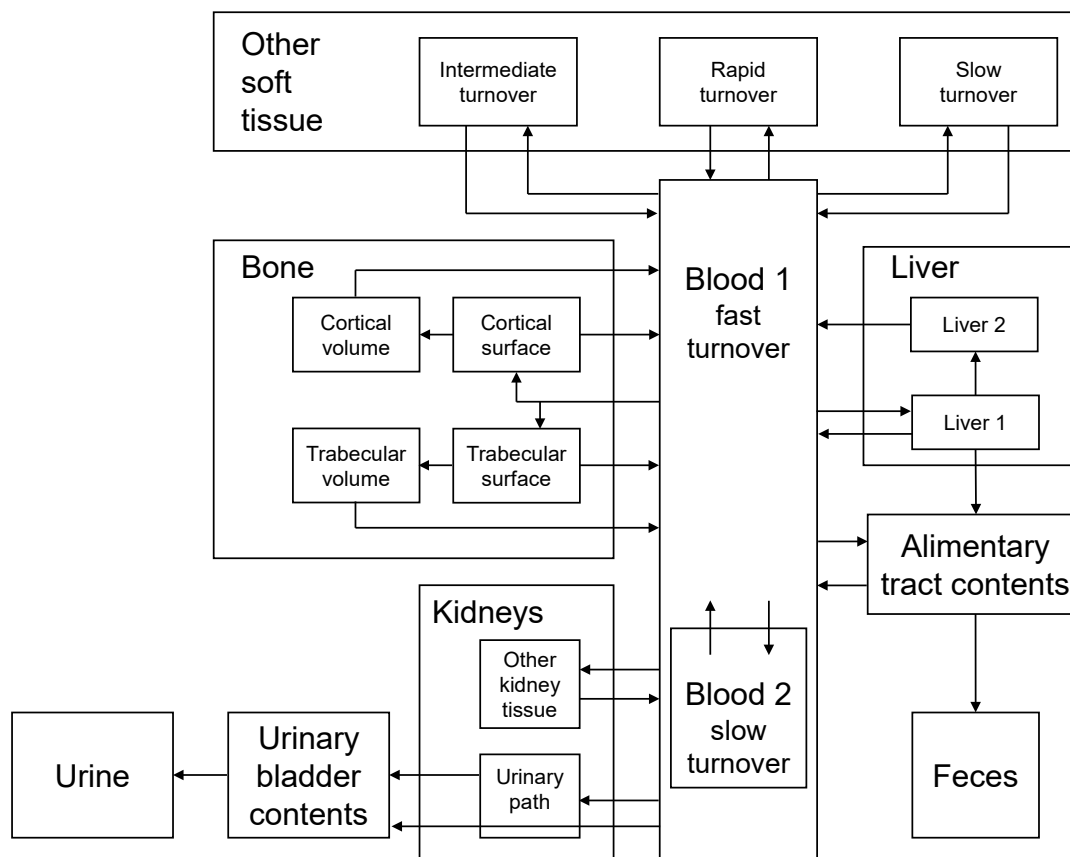 Other
soft
tissue
Intermediate
turnover
Rapid
turnover
Slow
turnover
Bone
Cortical
volume
Cortical
surface
Trabecular
volume
Trabecular
surface
Blood 1
fast
turnover
Liver
Liver 2
Liver 1
Alimentary
tract contents
Kidneys
Other
kidney
tissue
Urinary
path
Blood 2
slow
turnover
Urine
Urinary
bladder
contents
Feces